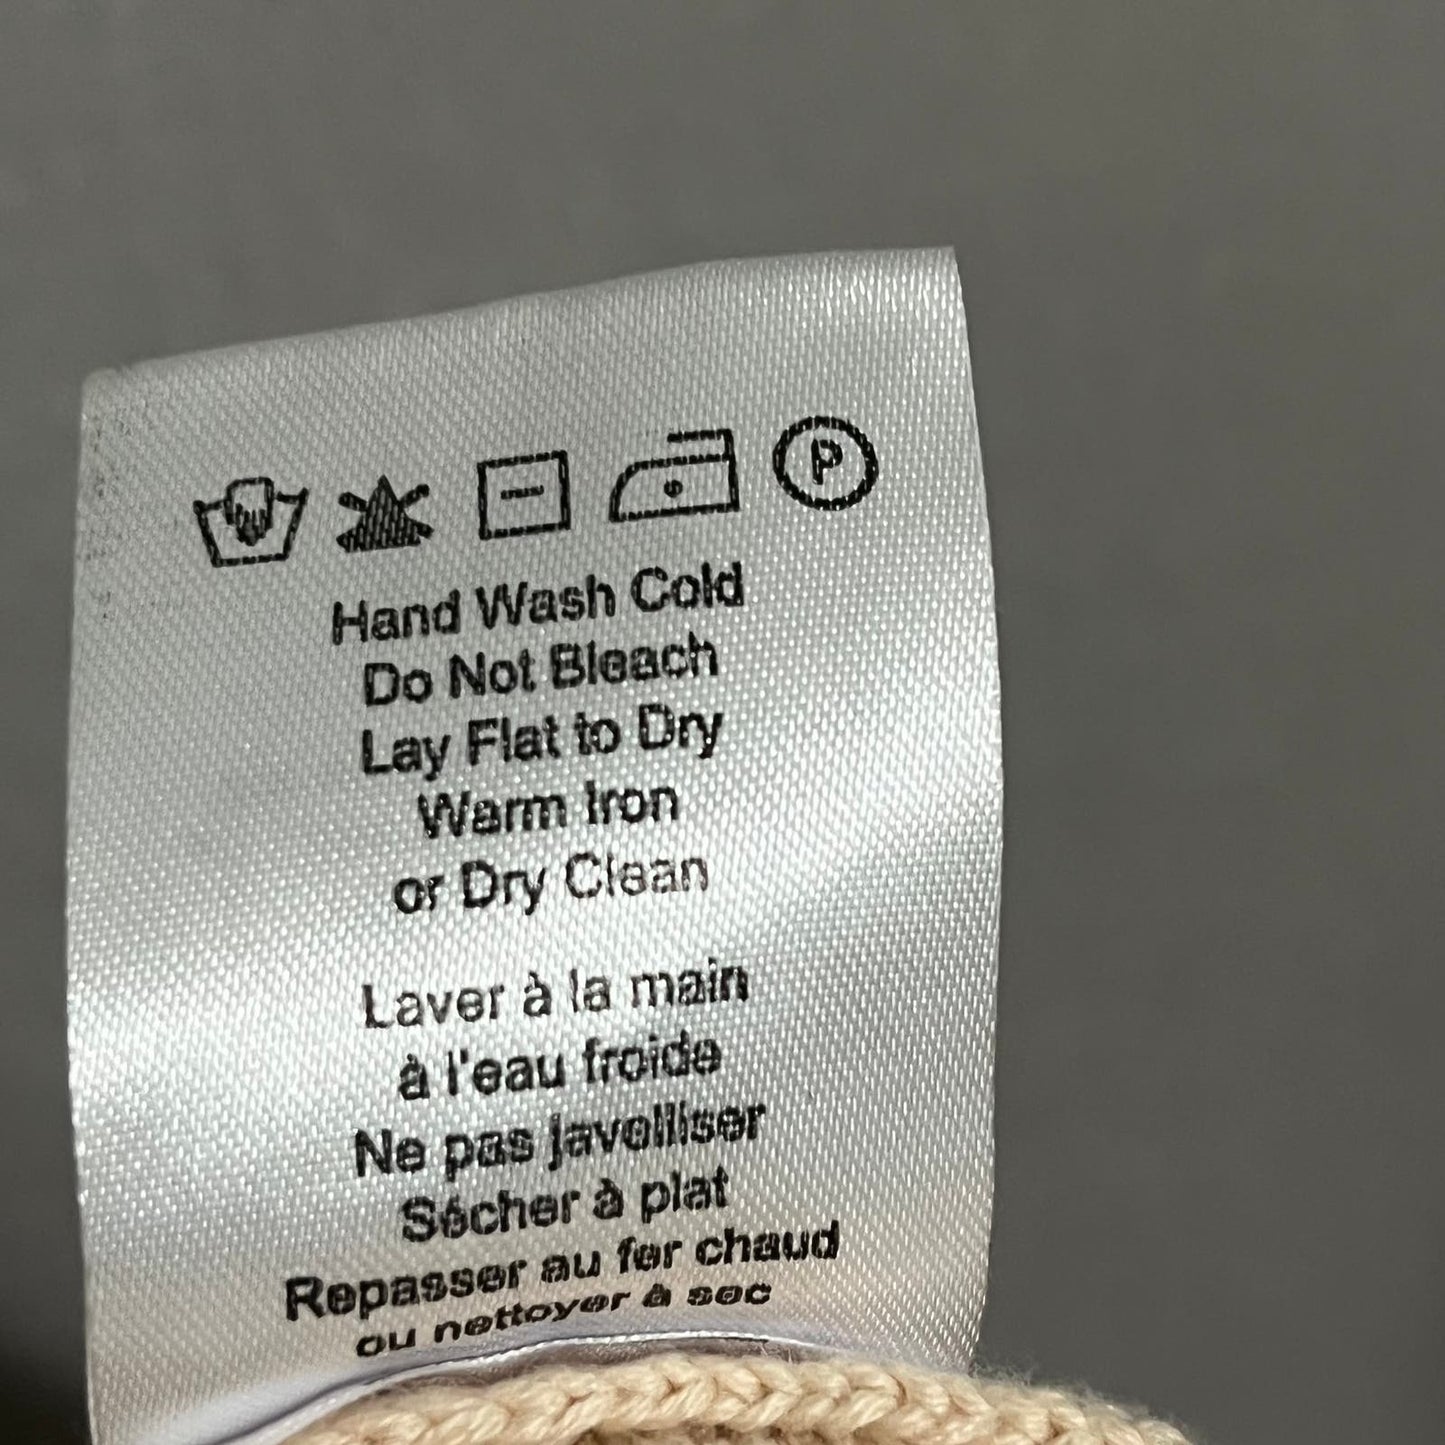 P
Hand Wash Cold
Do Not Bleach
Lay Flat to Dry
Warm Iron
or Dry Clean
Laver à la main
à l'eau froide
Ne pas javelliser
Sécher à plat
Repasser au fer chaud
ou nettoyer à sec